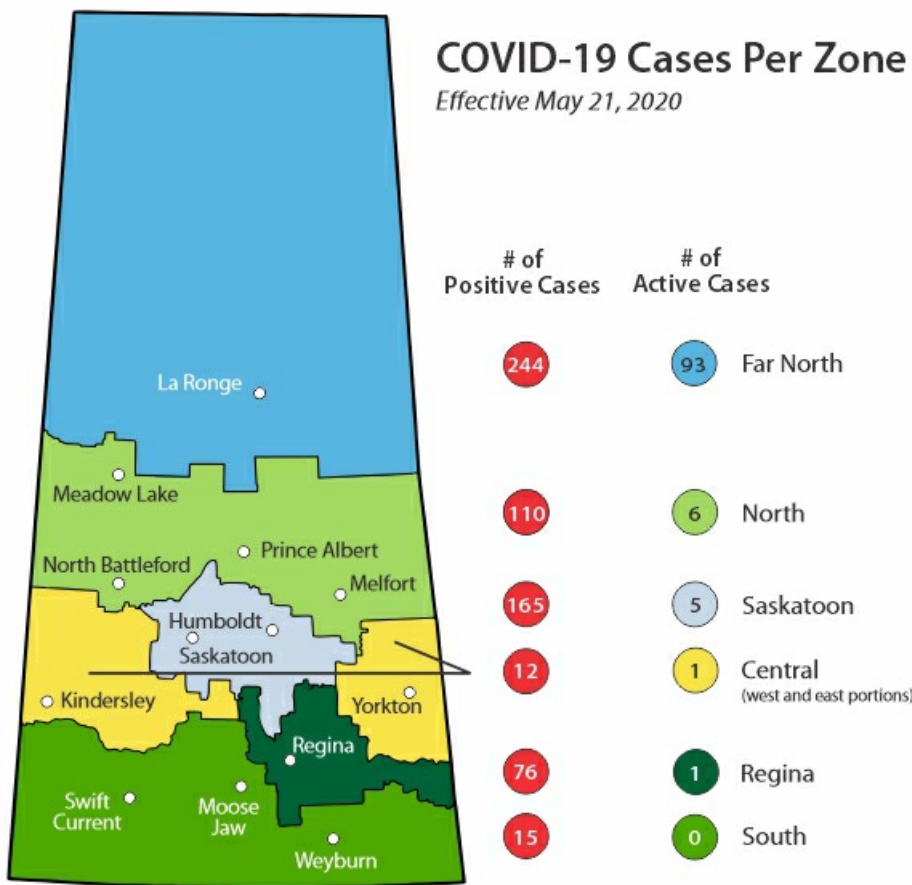 COVID-19 Cases Per Zone
Effective May 21, 2020
# of
Positive Cases
# of
Active Cases
244
93
Far North
La Ronge
Meadow Lake
110
6
North
Prince Albert
North Battleford
Melfort
165
5
Saskatoon
Humboldt
Saskatoon
12
1
Central
(west and east portions)
Kindersley
Yorkton
Regina
76
1
Regina
Swift
Current
Moose
Jaw
15
0
South
Weyburn